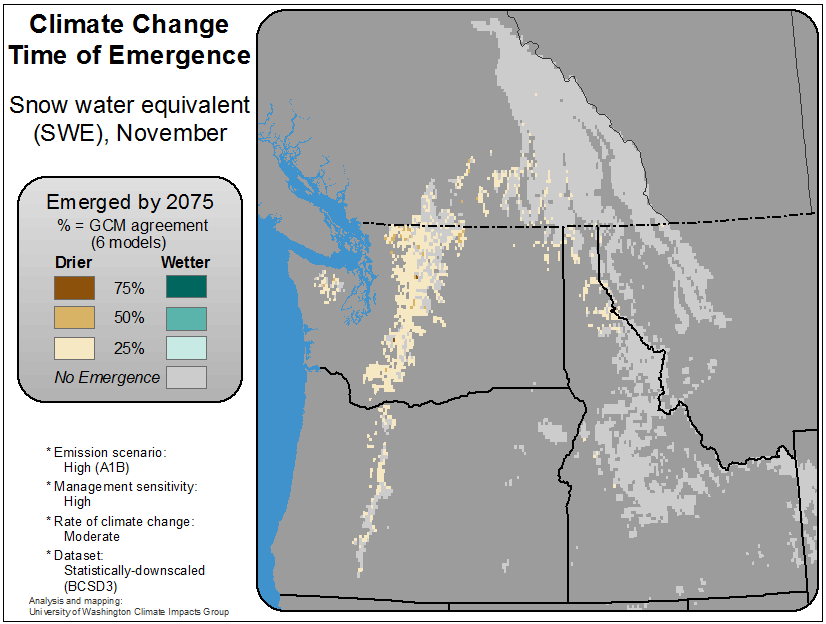 Climate Change
Time of Emergence
Snow water equivalent
(SWE), November
Emerged by 2075
% = GCM agreement
(6 models)
Drier Wetter
75%
50%
25%
No Emergence
* Emission scenario:
High (A1B)
* Management sensitivity:
High
* Rate of climate change:
Moderate
* Dataset:
Statistically-downscaled
(BCSD3)
Analysis and mapping:
University of Washington Climate Impacts Group